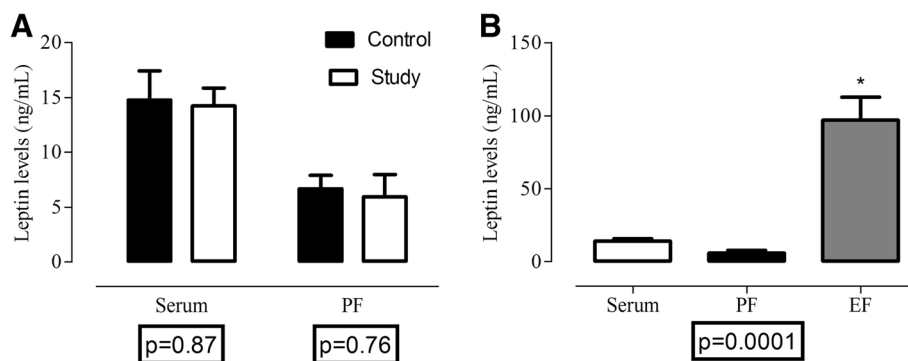 A
Leptin levels (ng/mL)
20
15
10
5
0
Control
Study
Serum
PF
p=0.87
p=0.76
B
Leptin levels (ng/mL)
150
100
50
0
*
Serum
PF
EF
p=0.0001